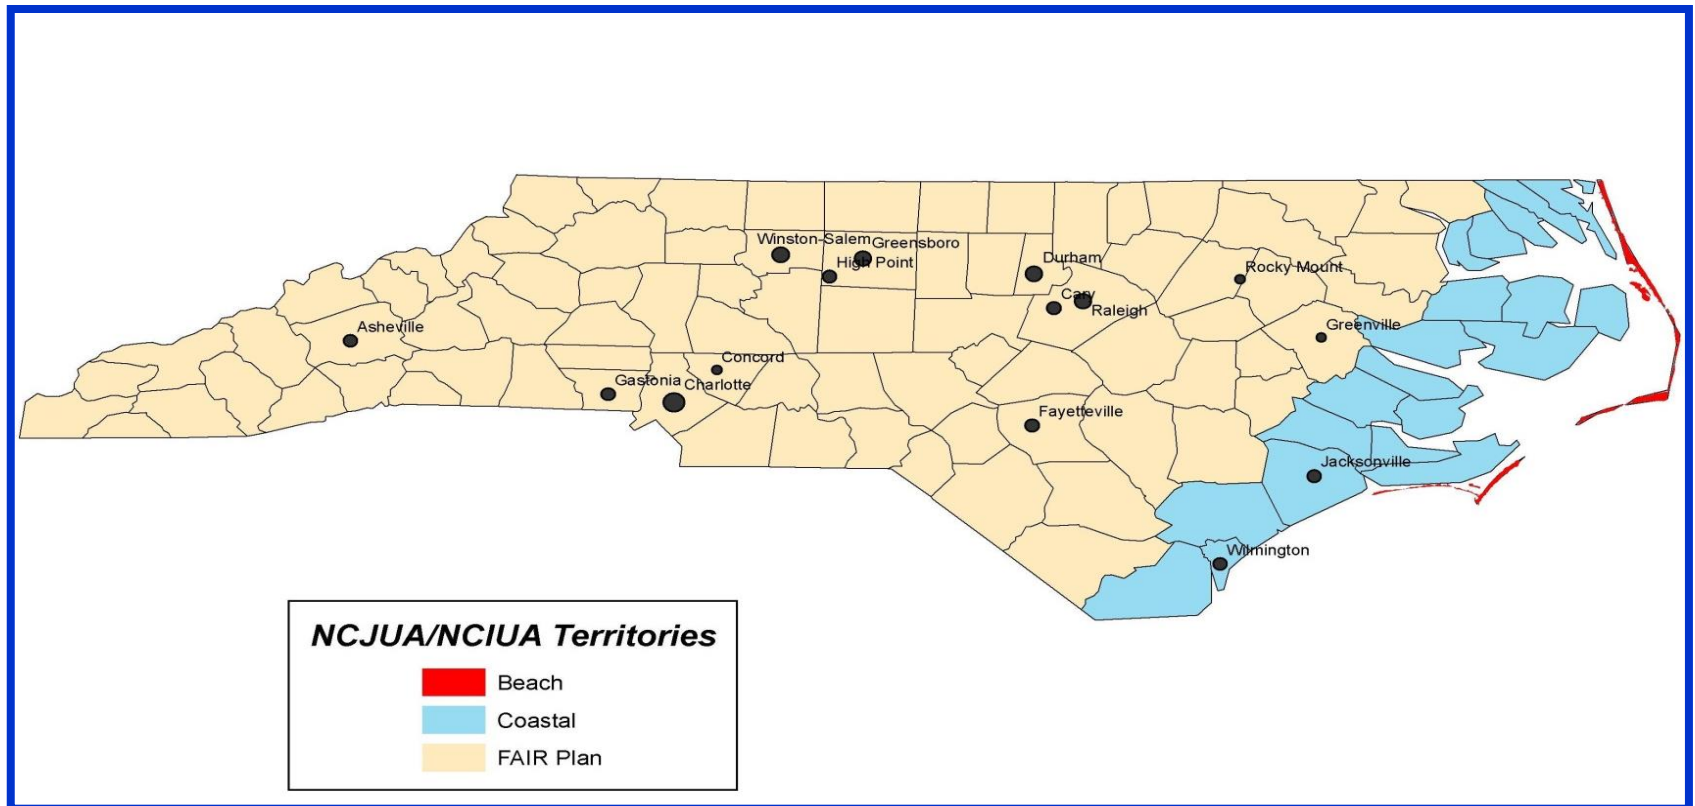 Winston-Salem
Greensboro
High Point
Durham
Rocky Mount
Cary
Raleigh
Asheville
Greenville
Concord
Gastonia
Charlotte
Fayetteville
Jacksonville
Wilmington
NCJUA/NCIUA Territories
Beach
Coastal
FAIR Plan